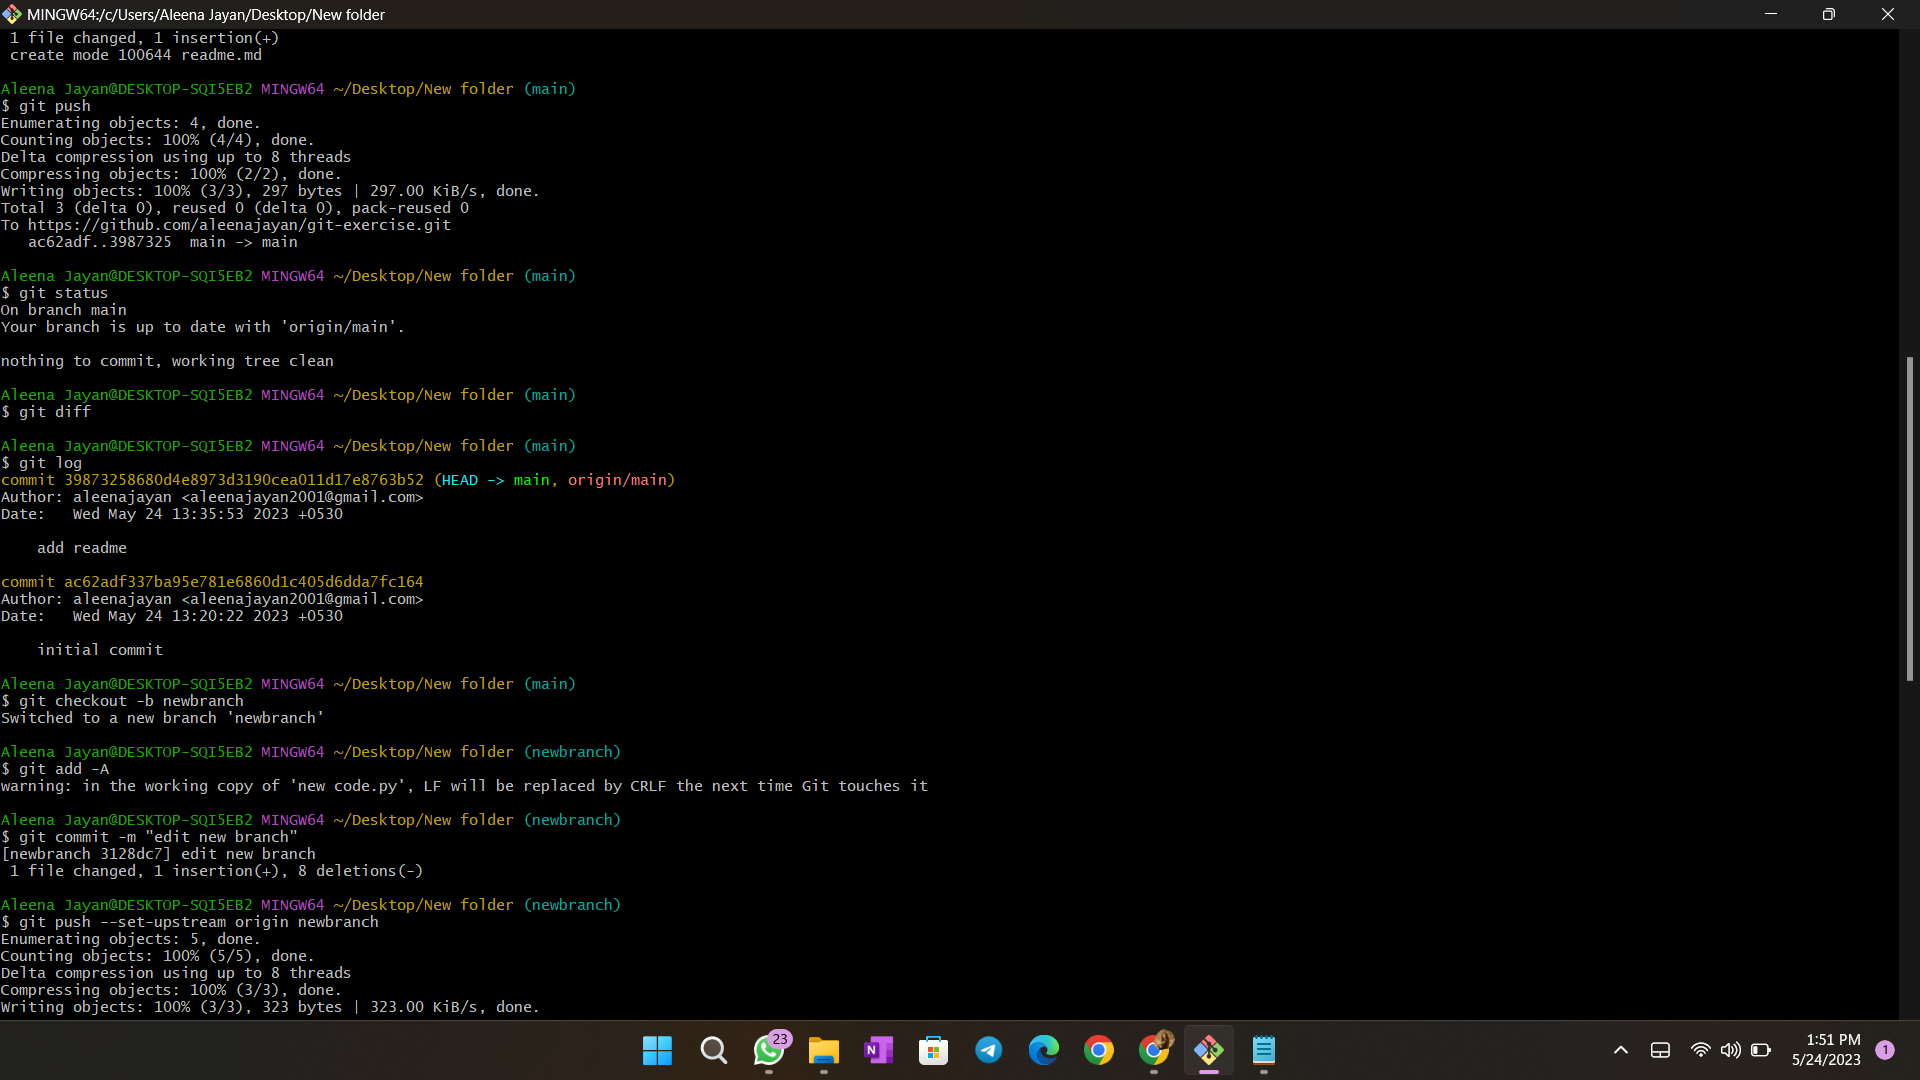 MINGW64:/c/Users/Aleena Jayan/Desktop/New folder
1 file changed, 1 insertion(+)
create mode 100644 readme.md
Aleena Jayan@DESKTOP-SQI5EB2 MINGW64 ~/Desktop/New folder (main)
$ git push
Enumerating objects: 4, done.
Counting objects: 100% (4/4), done.
Delta compression using up to 8 threads
Compressing objects: 100% (2/2), done.
Writing objects: 100% (3/3), 297 bytes | 297.00 KiB/s, done.
Total 3 (delta 0), reused 0 (delta 0), pack-reused 0
To https://github.com/aleenajayan/git-exercise.git
ac62adf..3987325  main -> main
Aleena Jayan@DESKTOP-SQI5EB2 MINGW64 ~/Desktop/New folder (main)
$ git status
On branch main
Your branch is up to date with 'origin/main'.
nothing to commit, working tree clean
Aleena Jayan@DESKTOP-SQI5EB2 MINGW64 ~/Desktop/New folder (main)
$ git diff
Aleena Jayan@DESKTOP-SQI5EB2 MINGW64 ~/Desktop/New folder (main)
$ git log
commit 39873258680d4e8973d3190cea011d17e8763b52 (HEAD -> main, origin/main)
Author: aleenajayan <aleenajayan2001@gmail.com>
Date:   Wed May 24 13:35:53 2023 +0530
add readme
commit ac62adf337ba95e781e6860d1c405d6dda7fc164
Author: aleenajayan <aleenajayan2001@gmail.com>
Date:   Wed May 24 13:20:22 2023 +0530
initial commit
Aleena Jayan@DESKTOP-SQI5EB2 MINGW64 ~/Desktop/New folder (main)
$ git checkout -b newbranch
Switched to a new branch 'newbranch'
Aleena Jayan@DESKTOP-SQI5EB2 MINGW64 ~/Desktop/New folder (newbranch)
$ git add -A
warning: in the working copy of 'new code.py', LF will be replaced by CRLF the next time Git touches it
Aleena Jayan@DESKTOP-SQI5EB2 MINGW64 ~/Desktop/New folder (newbranch)
$ git commit -m "edit new branch"
[newbranch 3128dc7] edit new branch
1 file changed, 1 insertion(+), 8 deletions(-)
Aleena Jayan@DESKTOP-SQI5EB2 MINGW64 ~/Desktop/New folder (newbranch)
$ git push --set-upstream origin newbranch
Enumerating objects: 5, done.
Counting objects: 100% (5/5), done.
Delta compression using up to 8 threads
Compressing objects: 100% (3/3), done.
Writing objects: 100% (3/3), 323 bytes | 323.00 KiB/s, done.
23
N
1:51 PM
5/24/2023
1